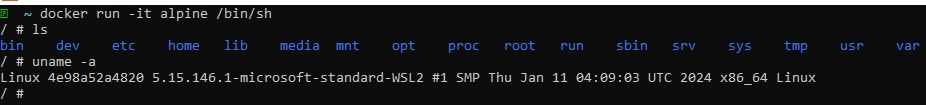 ~ docker run -it alpine /bin/sh
/ # ls
bin dev etc home lib media mnt opt proc root run sbin srv sys tmp usr var
/ # uname -a
Linux 4e98a52a4820 5.15.146.1-microsoft-standard-WSL2 #1 SMP Thu Jan 11 04:09:03 UTC 2024 x86_64 Linux
/ #